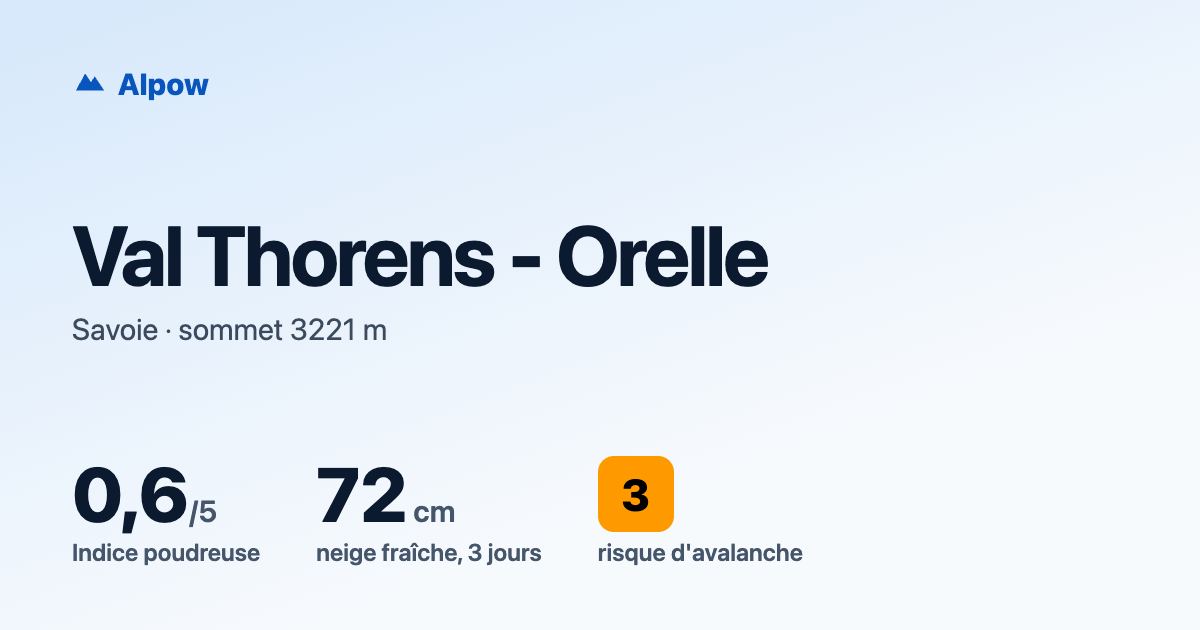 Alpow
Val Thorens - Orelle
Savoie · sommet 3221 m
0,6/5
Indice poudreuse
72 cm
neige fraîche, 3 jours
3
risque d'avalanche